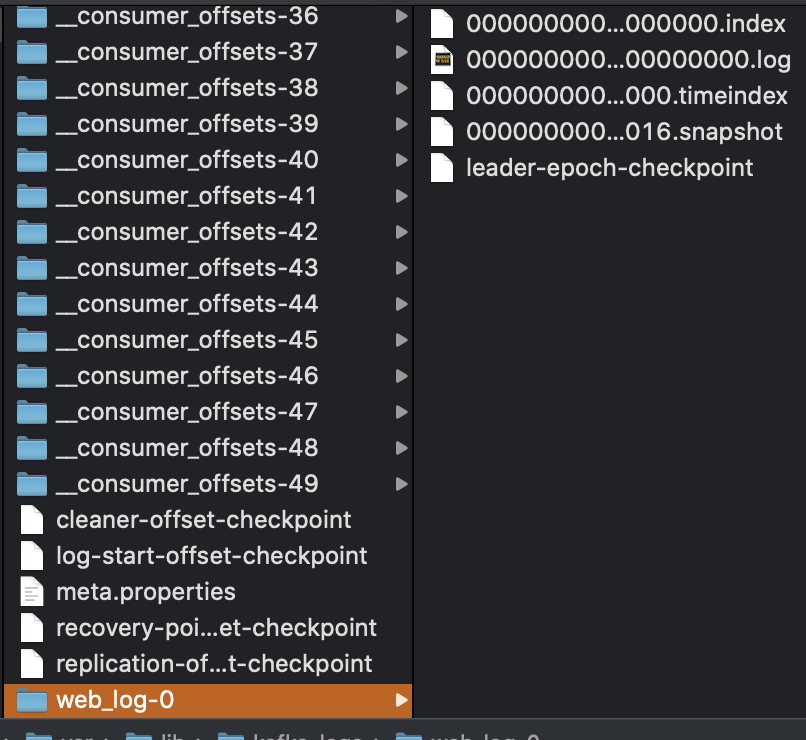 __consumer_offsets-36
__consumer_offsets-37
__consumer_offsets-38
__consumer_offsets-39
__consumer_offsets-40
__consumer_offsets-41
__consumer_offsets-42
__consumer_offsets-43
__consumer_offsets-44
__consumer_offsets-45
__consumer_offsets-46
__consumer_offsets-47
__consumer_offsets-48
__consumer_offsets-49
cleaner-offset-checkpoint
log-start-offset-checkpoint
meta.properties
recovery-poi...et-checkpoint
replication-of...t-checkpoint
web_log-0
000000000...000000.index
000000000...00000000.log
000000000...000.timeindex
000000000...016.snapshot
leader-epoch-checkpoint